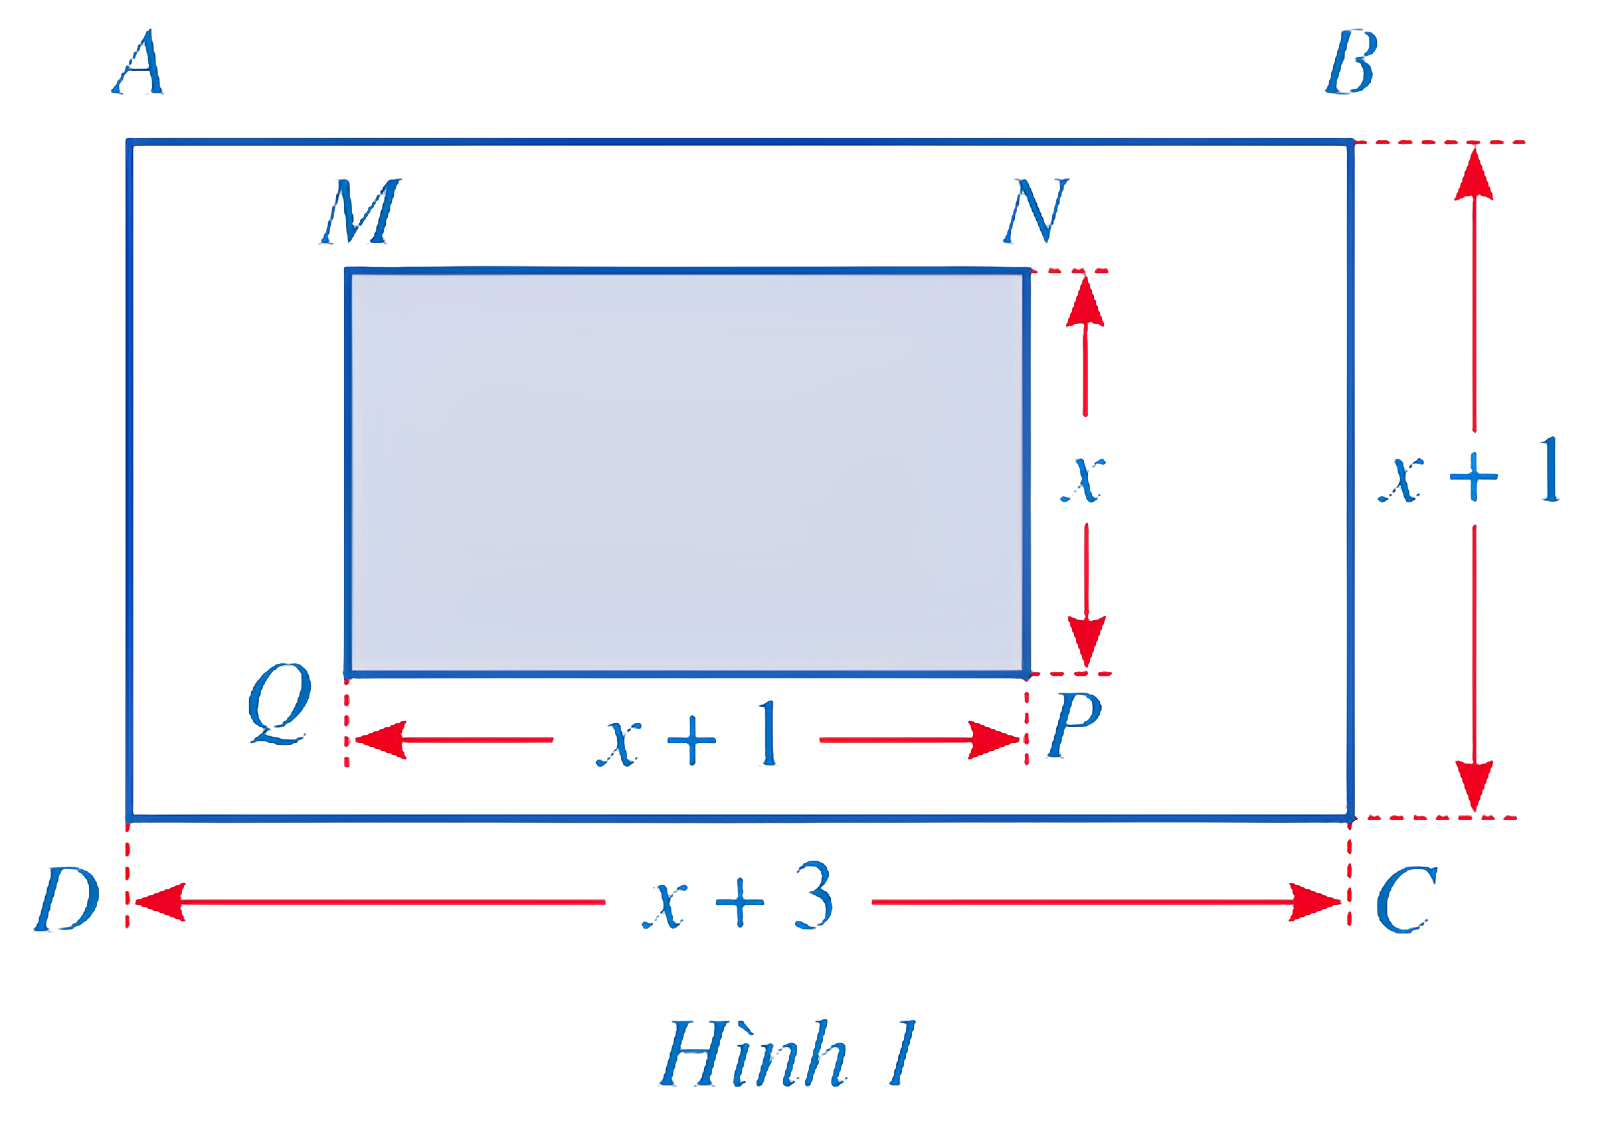 A B
M N
x
x + 1
Q x + 1 P
D x + 3 C
Hình 1